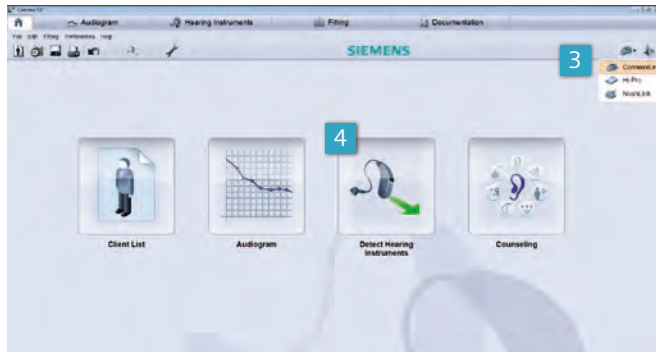 Audiogram
Hearing Instruments
Fitting
Documentation
File Edit Fitting Preferences Help
SIEMENS
3
ConnexxLin
Hi-Pro
NoahLink
4
Client List
Audiogram
Detect Hearing
Instruments
Counseling